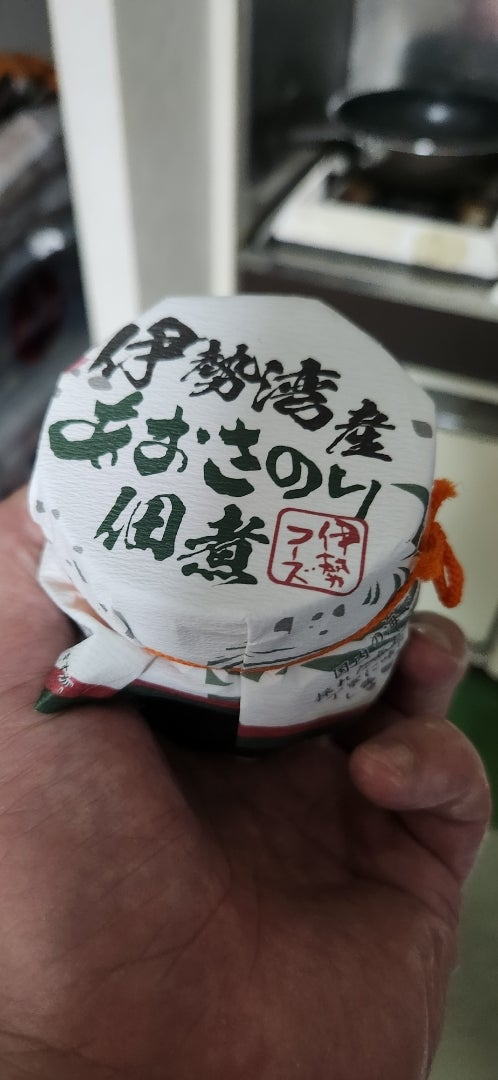 伊勢湾産
あおさのり
佃煮
伊勢
フーズ